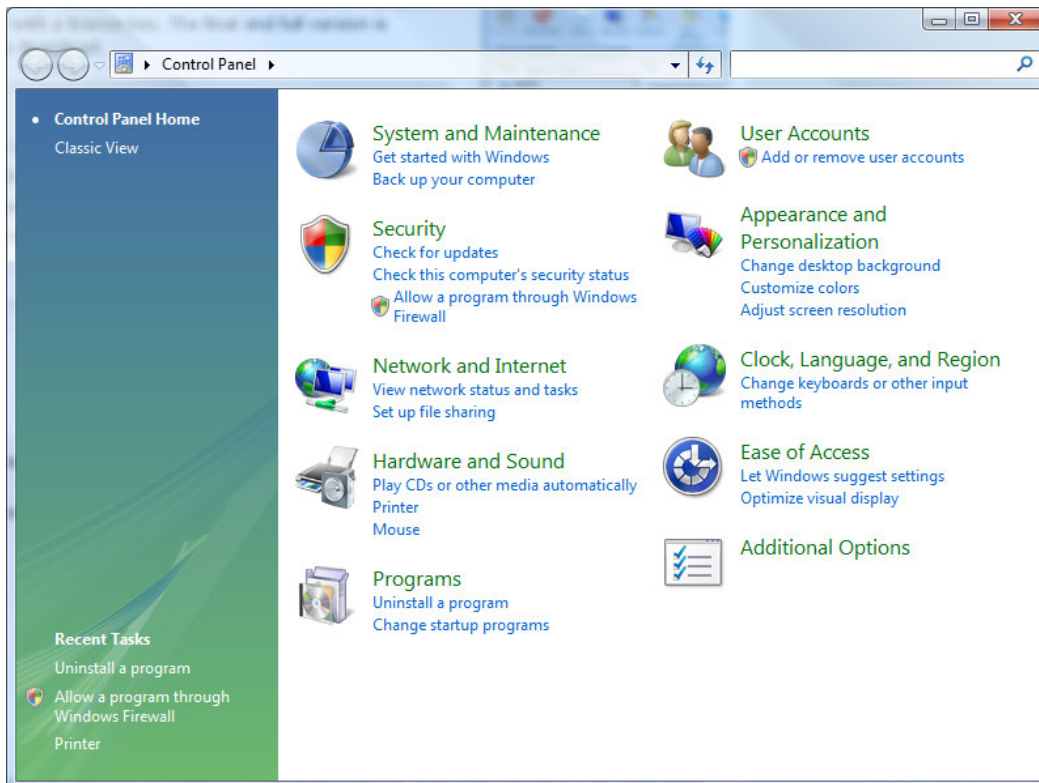 Control Panel
Control Panel Home
Classic View
System and Maintenance
Get started with Windows
Back up your computer
Security
Check for updates
Check this computer's security status
Allow a program through Windows
Firewall
Network and Internet
View network status and tasks
Set up file sharing
Hardware and Sound
Play CDs or other media automatically
Printer
Mouse
Programs
Uninstall a program
Change startup programs
User Accounts
Add or remove user accounts
Appearance and
Personalization
Change desktop background
Customize colors
Adjust screen resolution
Clock, Language, and Region
Change keyboards or other input
methods
Ease of Access
Let Windows suggest settings
Optimize visual display
Additional Options
Recent Tasks
Uninstall a program
Allow a program through
Windows Firewall
Printer